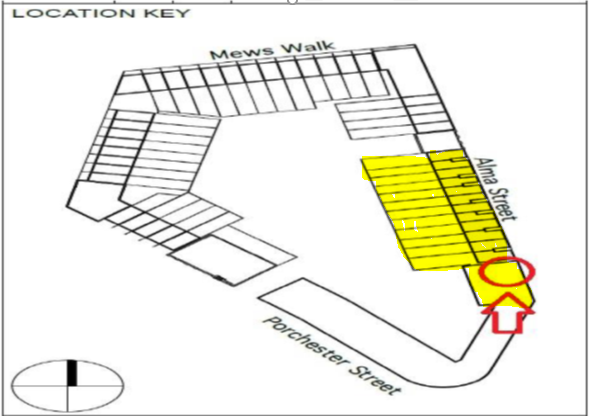 LOCATION KEY
Mews Walk
Alma Street
Porchester Street